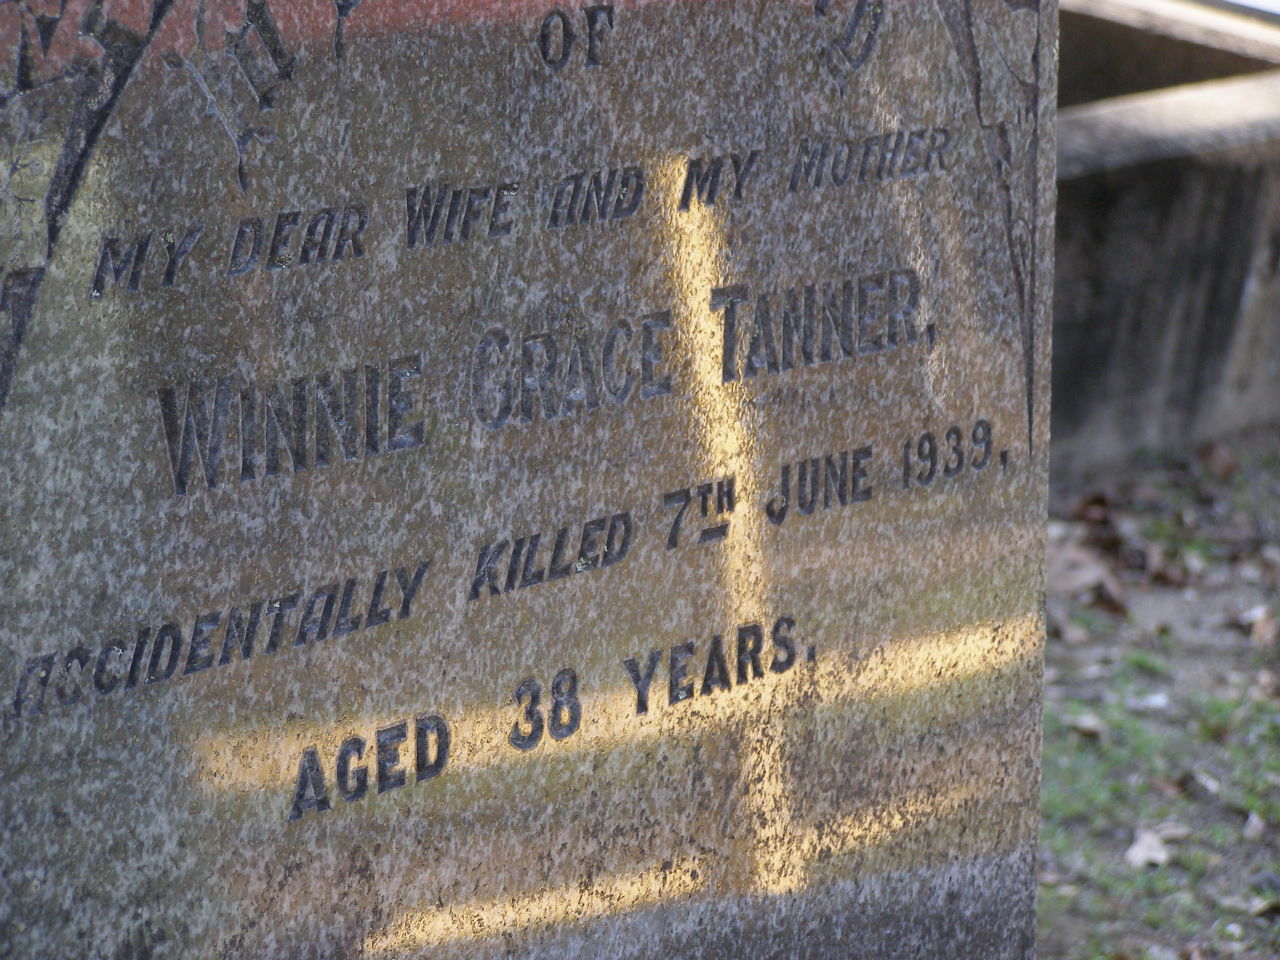 OF
MY DEAR WIFE AND MY MOTHER
WINNIE GRACE TANNER,
ACCIDENTALLY KILLED 7TH JUNE 1939,
AGED 38 YEARS.